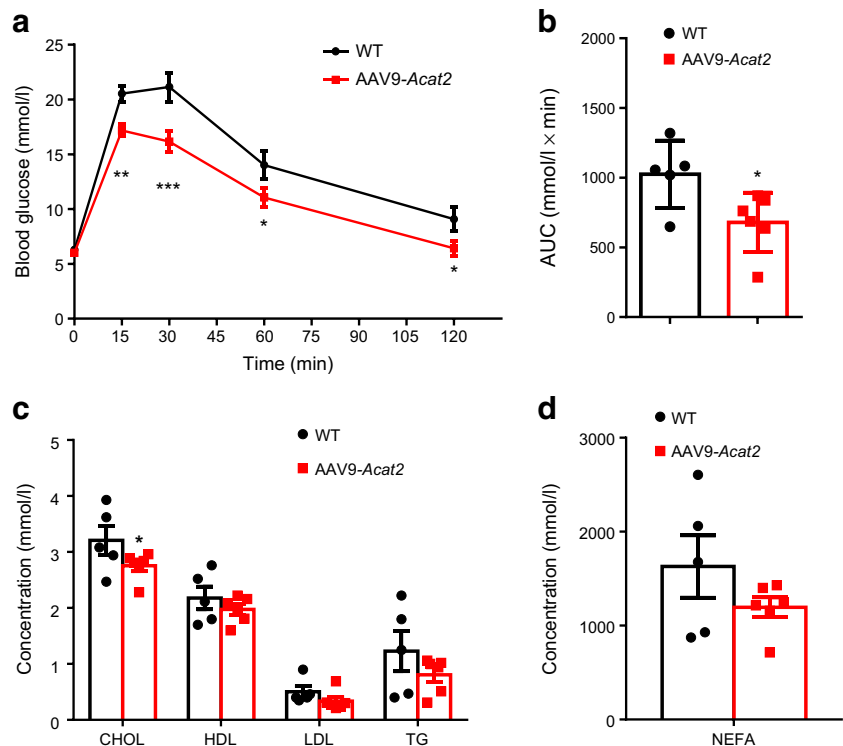 a
25
20
15
10
5
0
Blood glucose (mmol/l)
WT
AAV9-Acat2
**
***
*
*
0 15 30 45 60 75 90 105 120
Time (min)
b
WT
AAV9-Acat2
2000
1500
1000
500
0
AUC (mmol/l × min)
*
c
WT
AAV9-Acat2
5
4
3
2
1
0
Concentration (mmol/l)
*
CHOL HDL LDL TG
d
WT
AAV9-Acat2
3000
2000
1000
0
Concentration (mmol/l)
NEFA